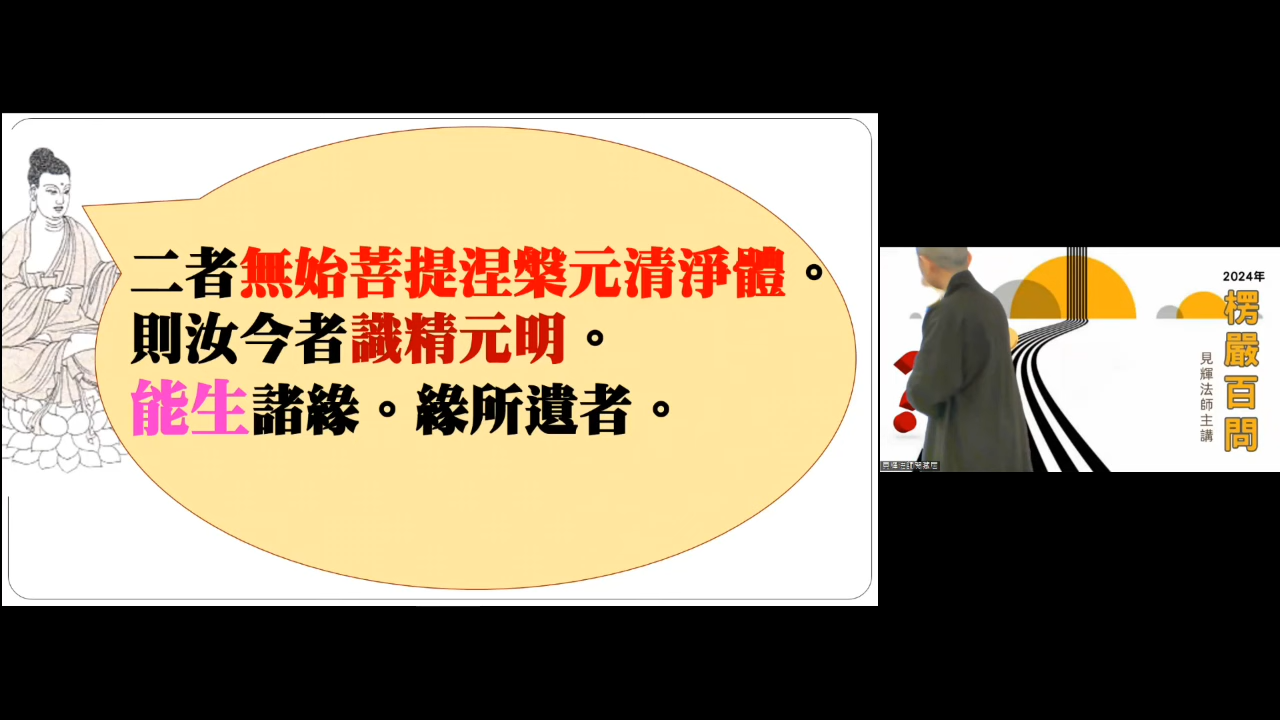 二者無始菩提涅槃元清淨體。
則汝今者識精元明。
能生諸緣。緣所遺者。
2024年
楞嚴百問
見輝法師主講